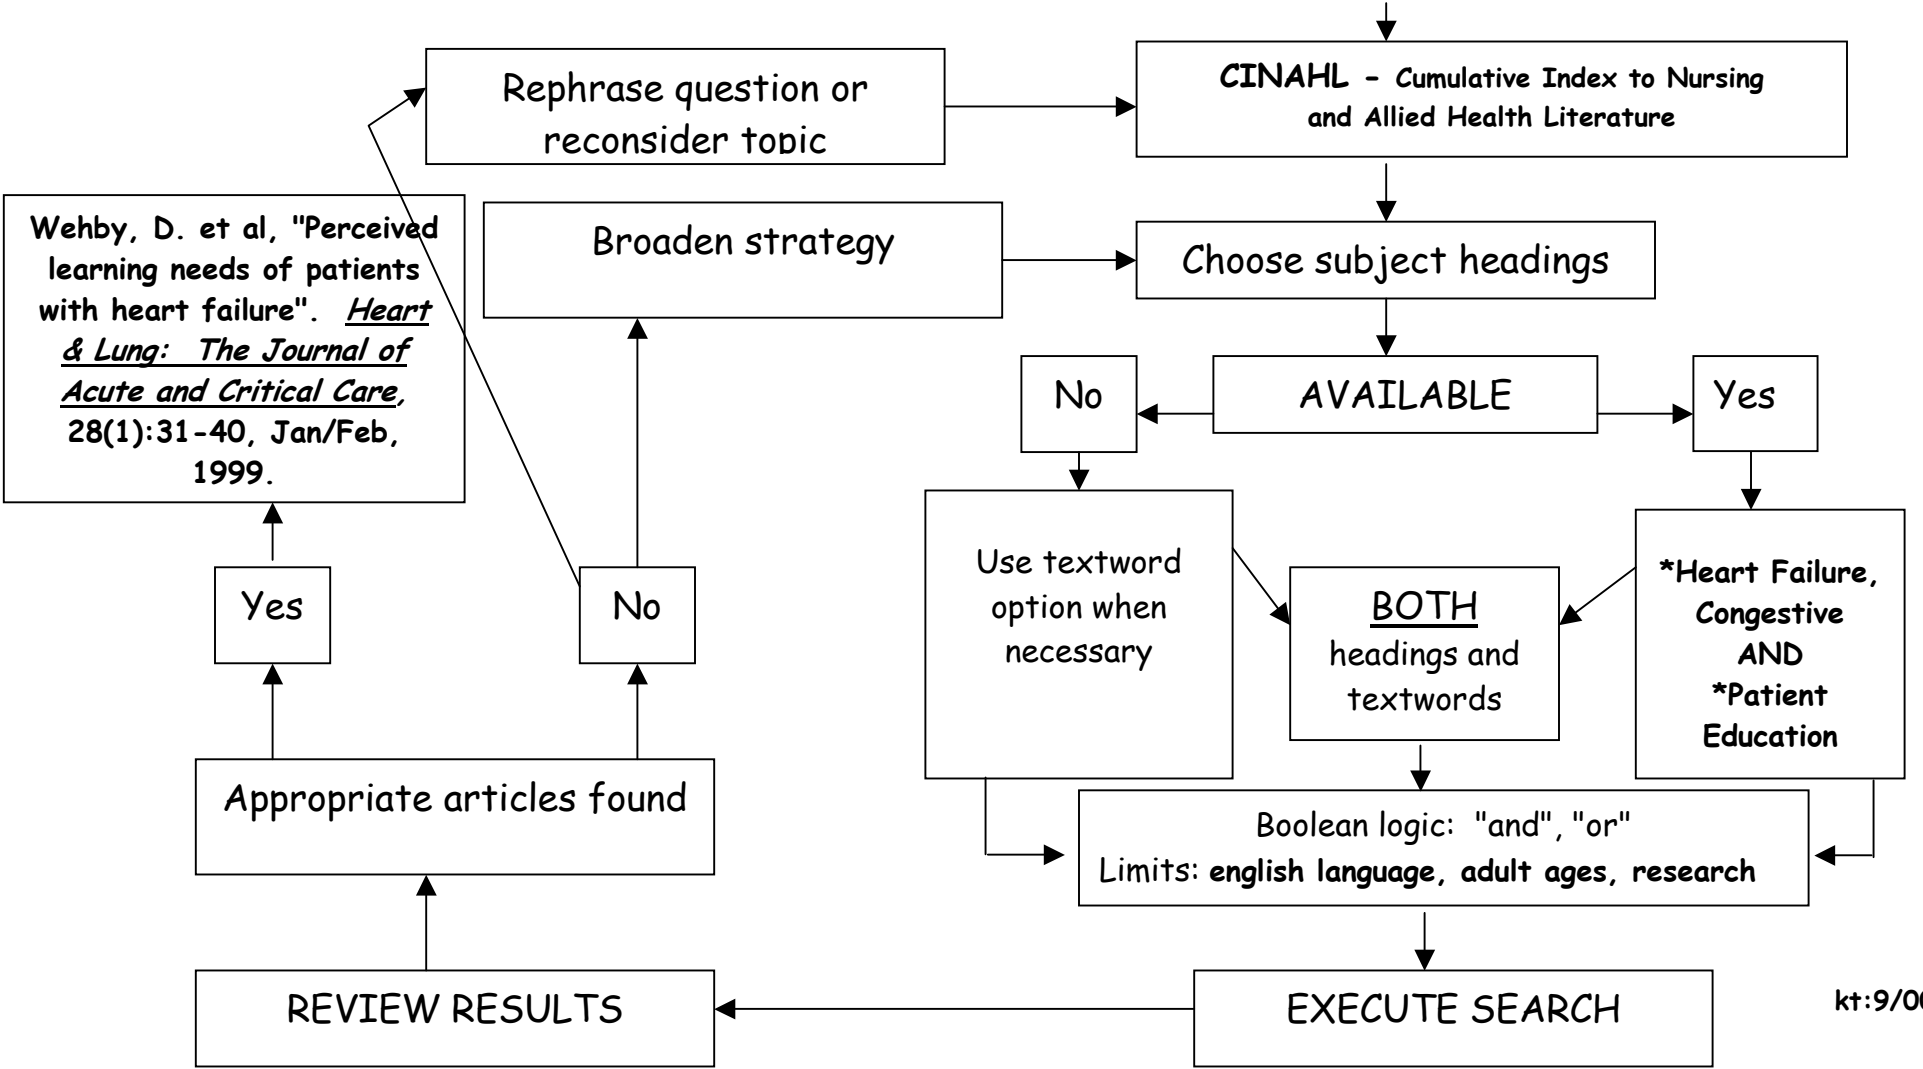 Rephrase question or
reconsider topic
CINAHL – Cumulative Index to Nursing
and Allied Health Literature
Wehby, D. et al, "Perceived
learning needs of patients
with heart failure". Heart
& Lung: The Journal of
Acute and Critical Care,
28(1):31-40, Jan/Feb,
1999.
Broaden strategy
Choose subject headings
No
AVAILABLE
Yes
Use textword
option when
necessary
BOTH
headings and
textwords
*Heart Failure,
Congestive
AND
*Patient
Education
Yes
No
Appropriate articles found
Boolean logic: "and", "or"
Limits: english language, adult ages, research
REVIEW RESULTS
EXECUTE SEARCH
kt:9/00